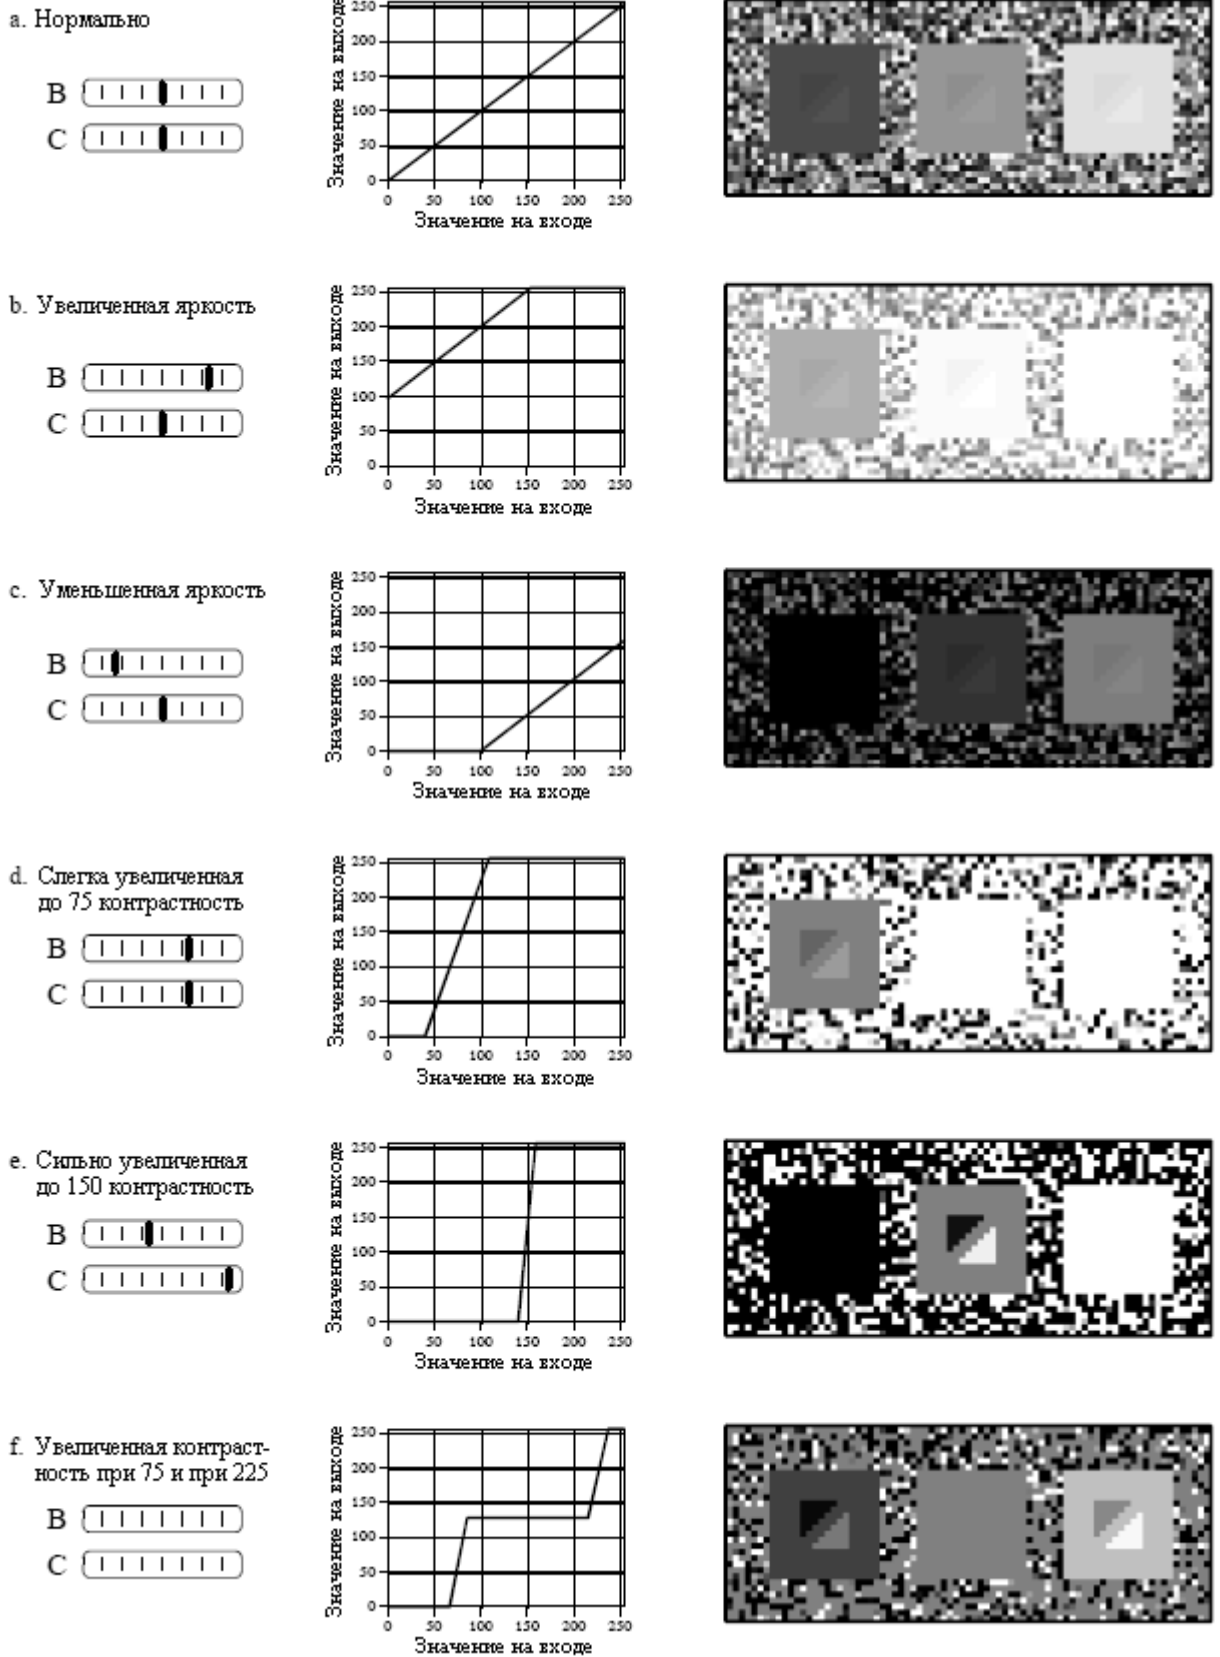 a. Нормально
B
C
Значение на выходе
250
200
150
100
50
0
0 50 100 150 200 250
Значение на входе
b. Увеличенная яркость
B
C
Значение на выходе
250
200
150
100
50
0
0 50 100 150 200 250
Значение на входе
c. Уменьшенная яркость
B
C
Значение на выходе
250
200
150
100
50
0
0 50 100 150 200 250
Значение на входе
d. Слегка увеличенная
до 75 контрастность
B
C
Значение на выходе
250
200
150
100
50
0
0 50 100 150 200 250
Значение на входе
e. Сильно увеличенная
до 150 контрастность
B
C
Значение на выходе
250
200
150
100
50
0
0 50 100 150 200 250
Значение на входе
f. Увеличенная контраст-
ность при 75 и при 225
B
C
Значение на выходе
250
200
150
100
50
0
0 50 100 150 200 250
Значение на входе